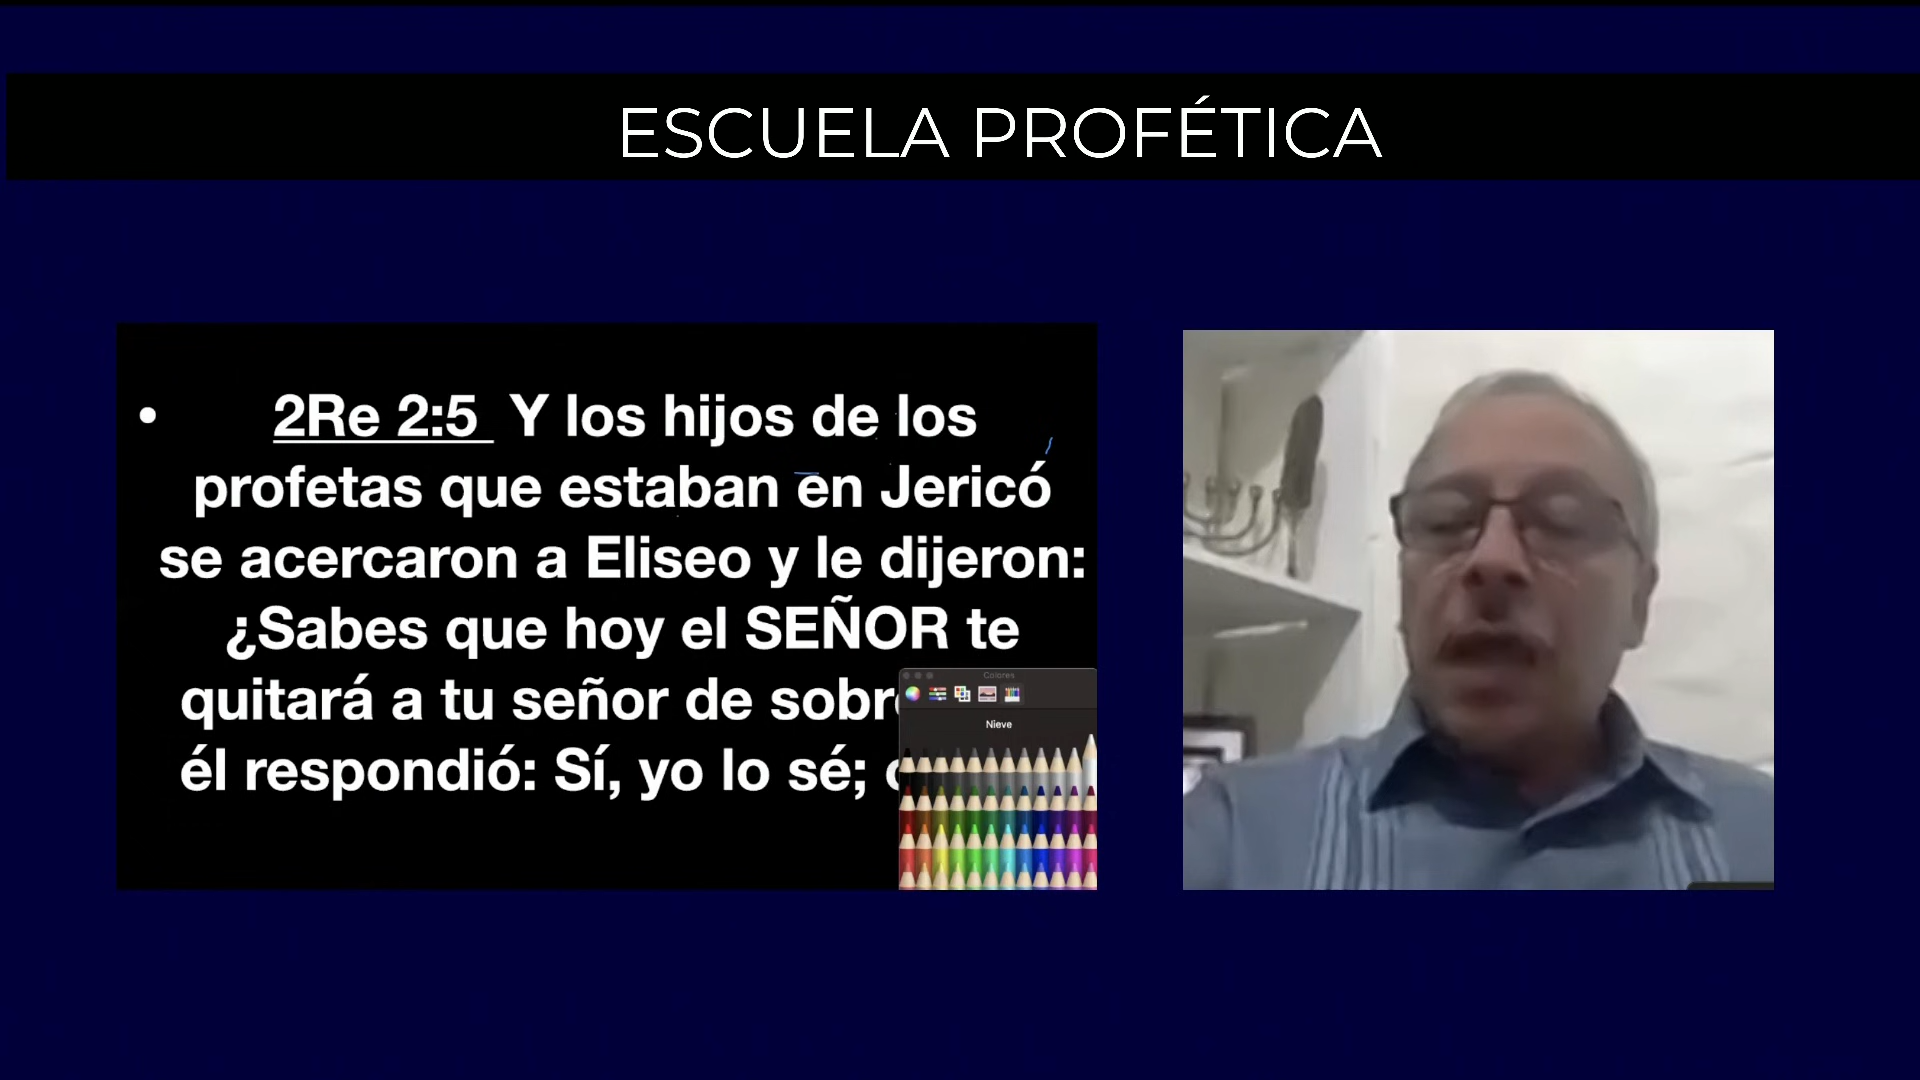 ESCUELA PROFÉTICA
• 2Re 2:5 Y los hijos de los
profetas que estaban en Jericó
se acercaron a Eliseo y le dijeron:
¿Sabes que hoy el SEÑOR te
quitará a tu señor de
él respondió: Sí, yo lo sé;
Colores
Nieve